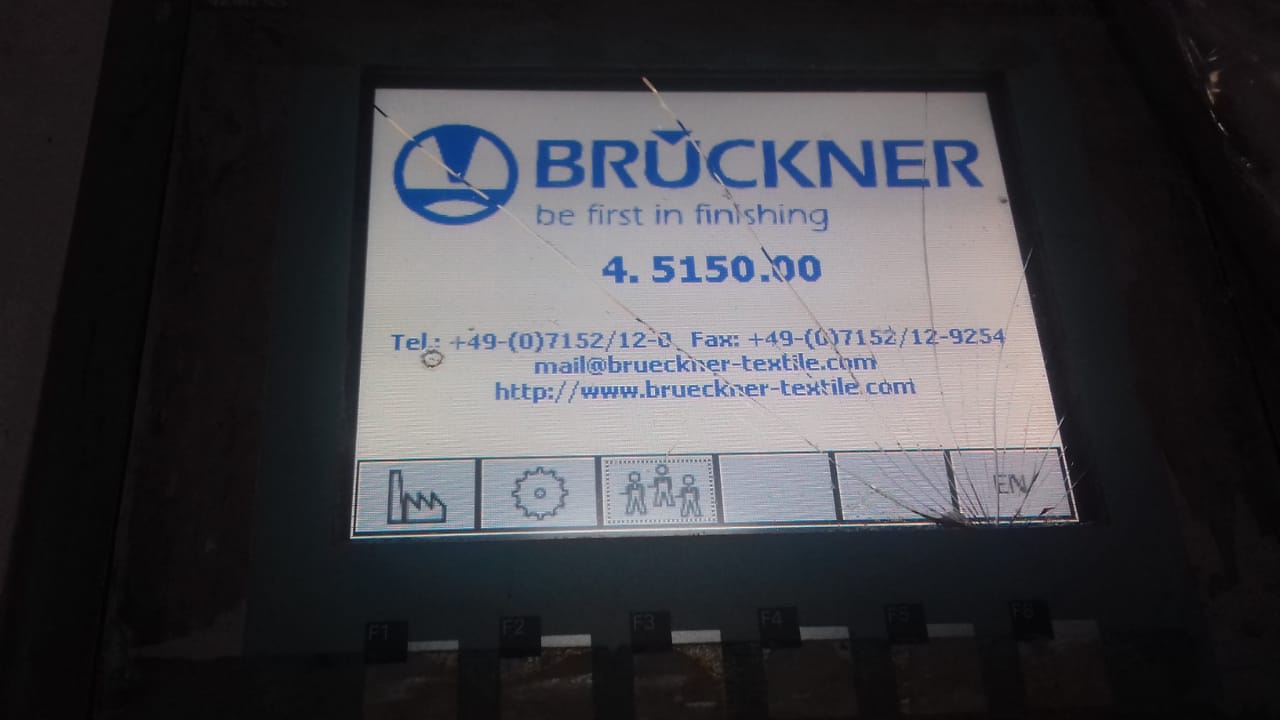 BRÜCKNER
be first in finishing
4. 5150.00
Tel.: +49-(0)7152/12-0 Fax: +49-(0)7152/12-9254
mail@brueckner-textile.com
http://www.brueckner-textile.com
EN
F1 F2 F3 F4 F5 F6